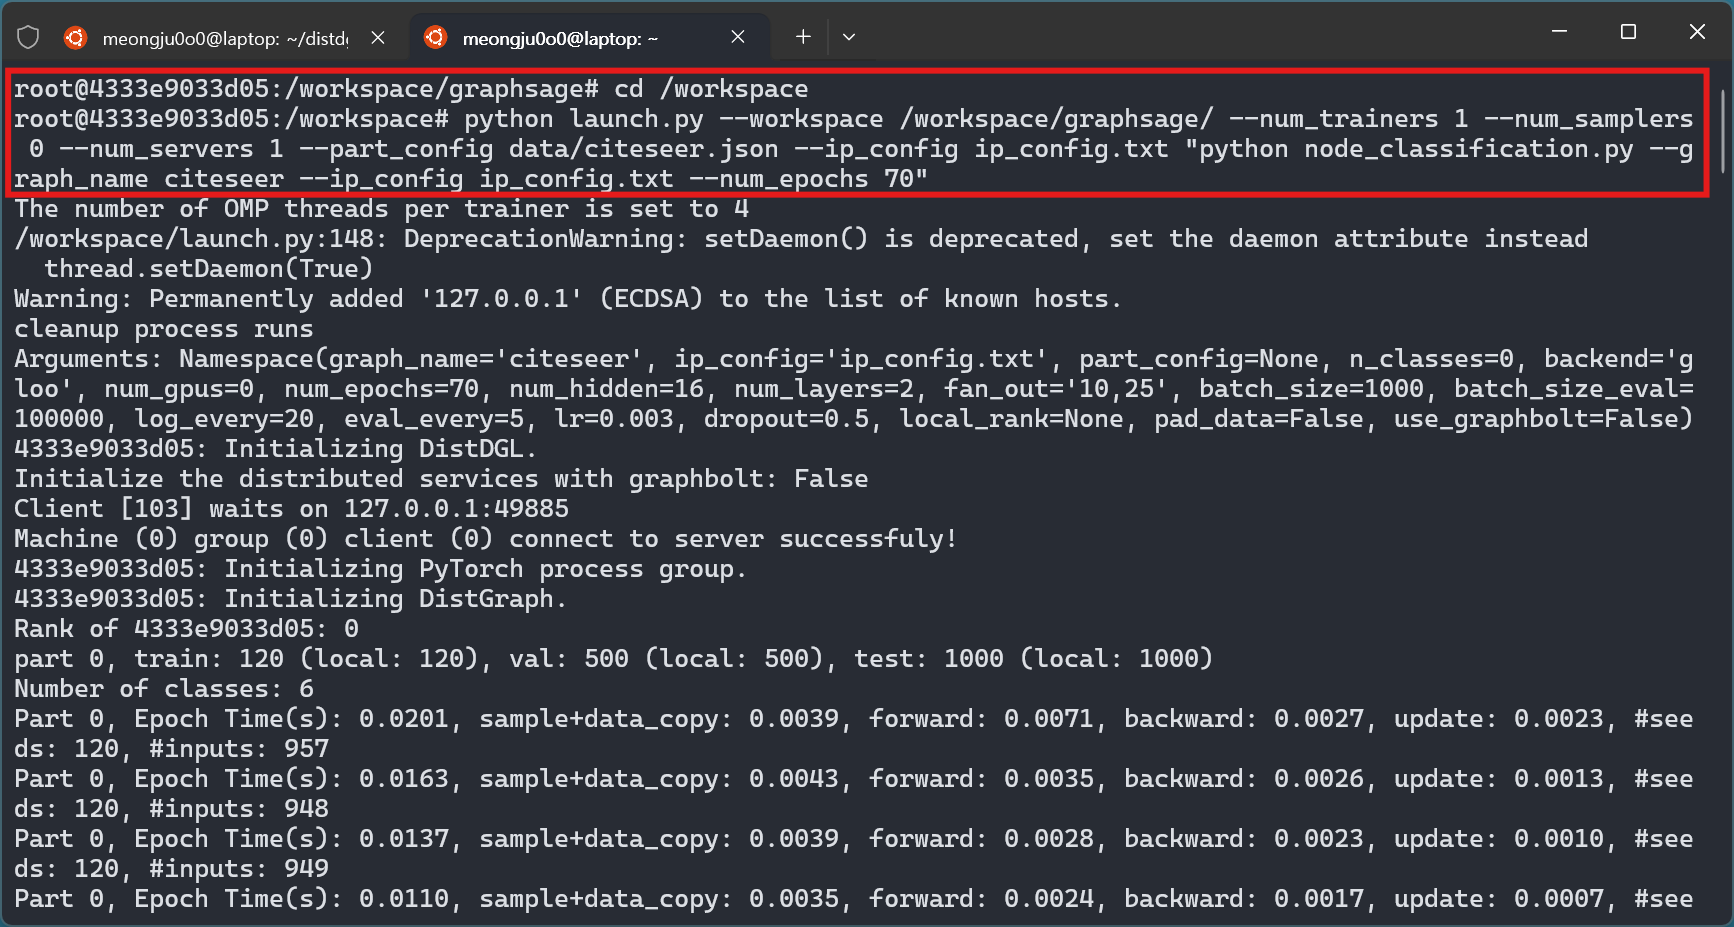 meongju0o0@laptop: ~/distd
meongju0o0@laptop: ~
root@4333e9033d05:/workspace/graphsage# cd /workspace
root@4333e9033d05:/workspace# python launch.py --workspace /workspace/graphsage/ --num_trainers 1 --num_samplers
0 --num_servers 1 --part_config data/citeseer.json --ip_config ip_config.txt "python node_classification.py --g
raph_name citeseer --ip_config ip_config.txt --num_epochs 70"
The number of OMP threads per trainer is set to 4
/workspace/launch.py:148: DeprecationWarning: setDaemon() is deprecated, set the daemon attribute instead
thread.setDaemon(True)
Warning: Permanently added '127.0.0.1' (ECDSA) to the list of known hosts.
cleanup process runs
Arguments: Namespace(graph_name='citeseer', ip_config='ip_config.txt', part_config=None, n_classes=0, backend='g
loo', num_gpus=0, num_epochs=70, num_hidden=16, num_layers=2, fan_out='10,25', batch_size=1000, batch_size_eval=
100000, log_every=20, eval_every=5, lr=0.003, dropout=0.5, local_rank=None, pad_data=False, use_graphbolt=False)
4333e9033d05: Initializing DistDGL.
Initialize the distributed services with graphbolt: False
Client [103] waits on 127.0.0.1:49885
Machine (0) group (0) client (0) connect to server successfuly!
4333e9033d05: Initializing PyTorch process group.
4333e9033d05: Initializing DistGraph.
Rank of 4333e9033d05: 0
part 0, train: 120 (local: 120), val: 500 (local: 500), test: 1000 (local: 1000)
Number of classes: 6
Part 0, Epoch Time(s): 0.0201, sample+data_copy: 0.0039, forward: 0.0071, backward: 0.0027, update: 0.0023, #see
ds: 120, #inputs: 957
Part 0, Epoch Time(s): 0.0163, sample+data_copy: 0.0043, forward: 0.0035, backward: 0.0026, update: 0.0013, #see
ds: 120, #inputs: 948
Part 0, Epoch Time(s): 0.0137, sample+data_copy: 0.0039, forward: 0.0028, backward: 0.0023, update: 0.0010, #see
ds: 120, #inputs: 949
Part 0, Epoch Time(s): 0.0110, sample+data_copy: 0.0035, forward: 0.0024, backward: 0.0017, update: 0.0007, #see